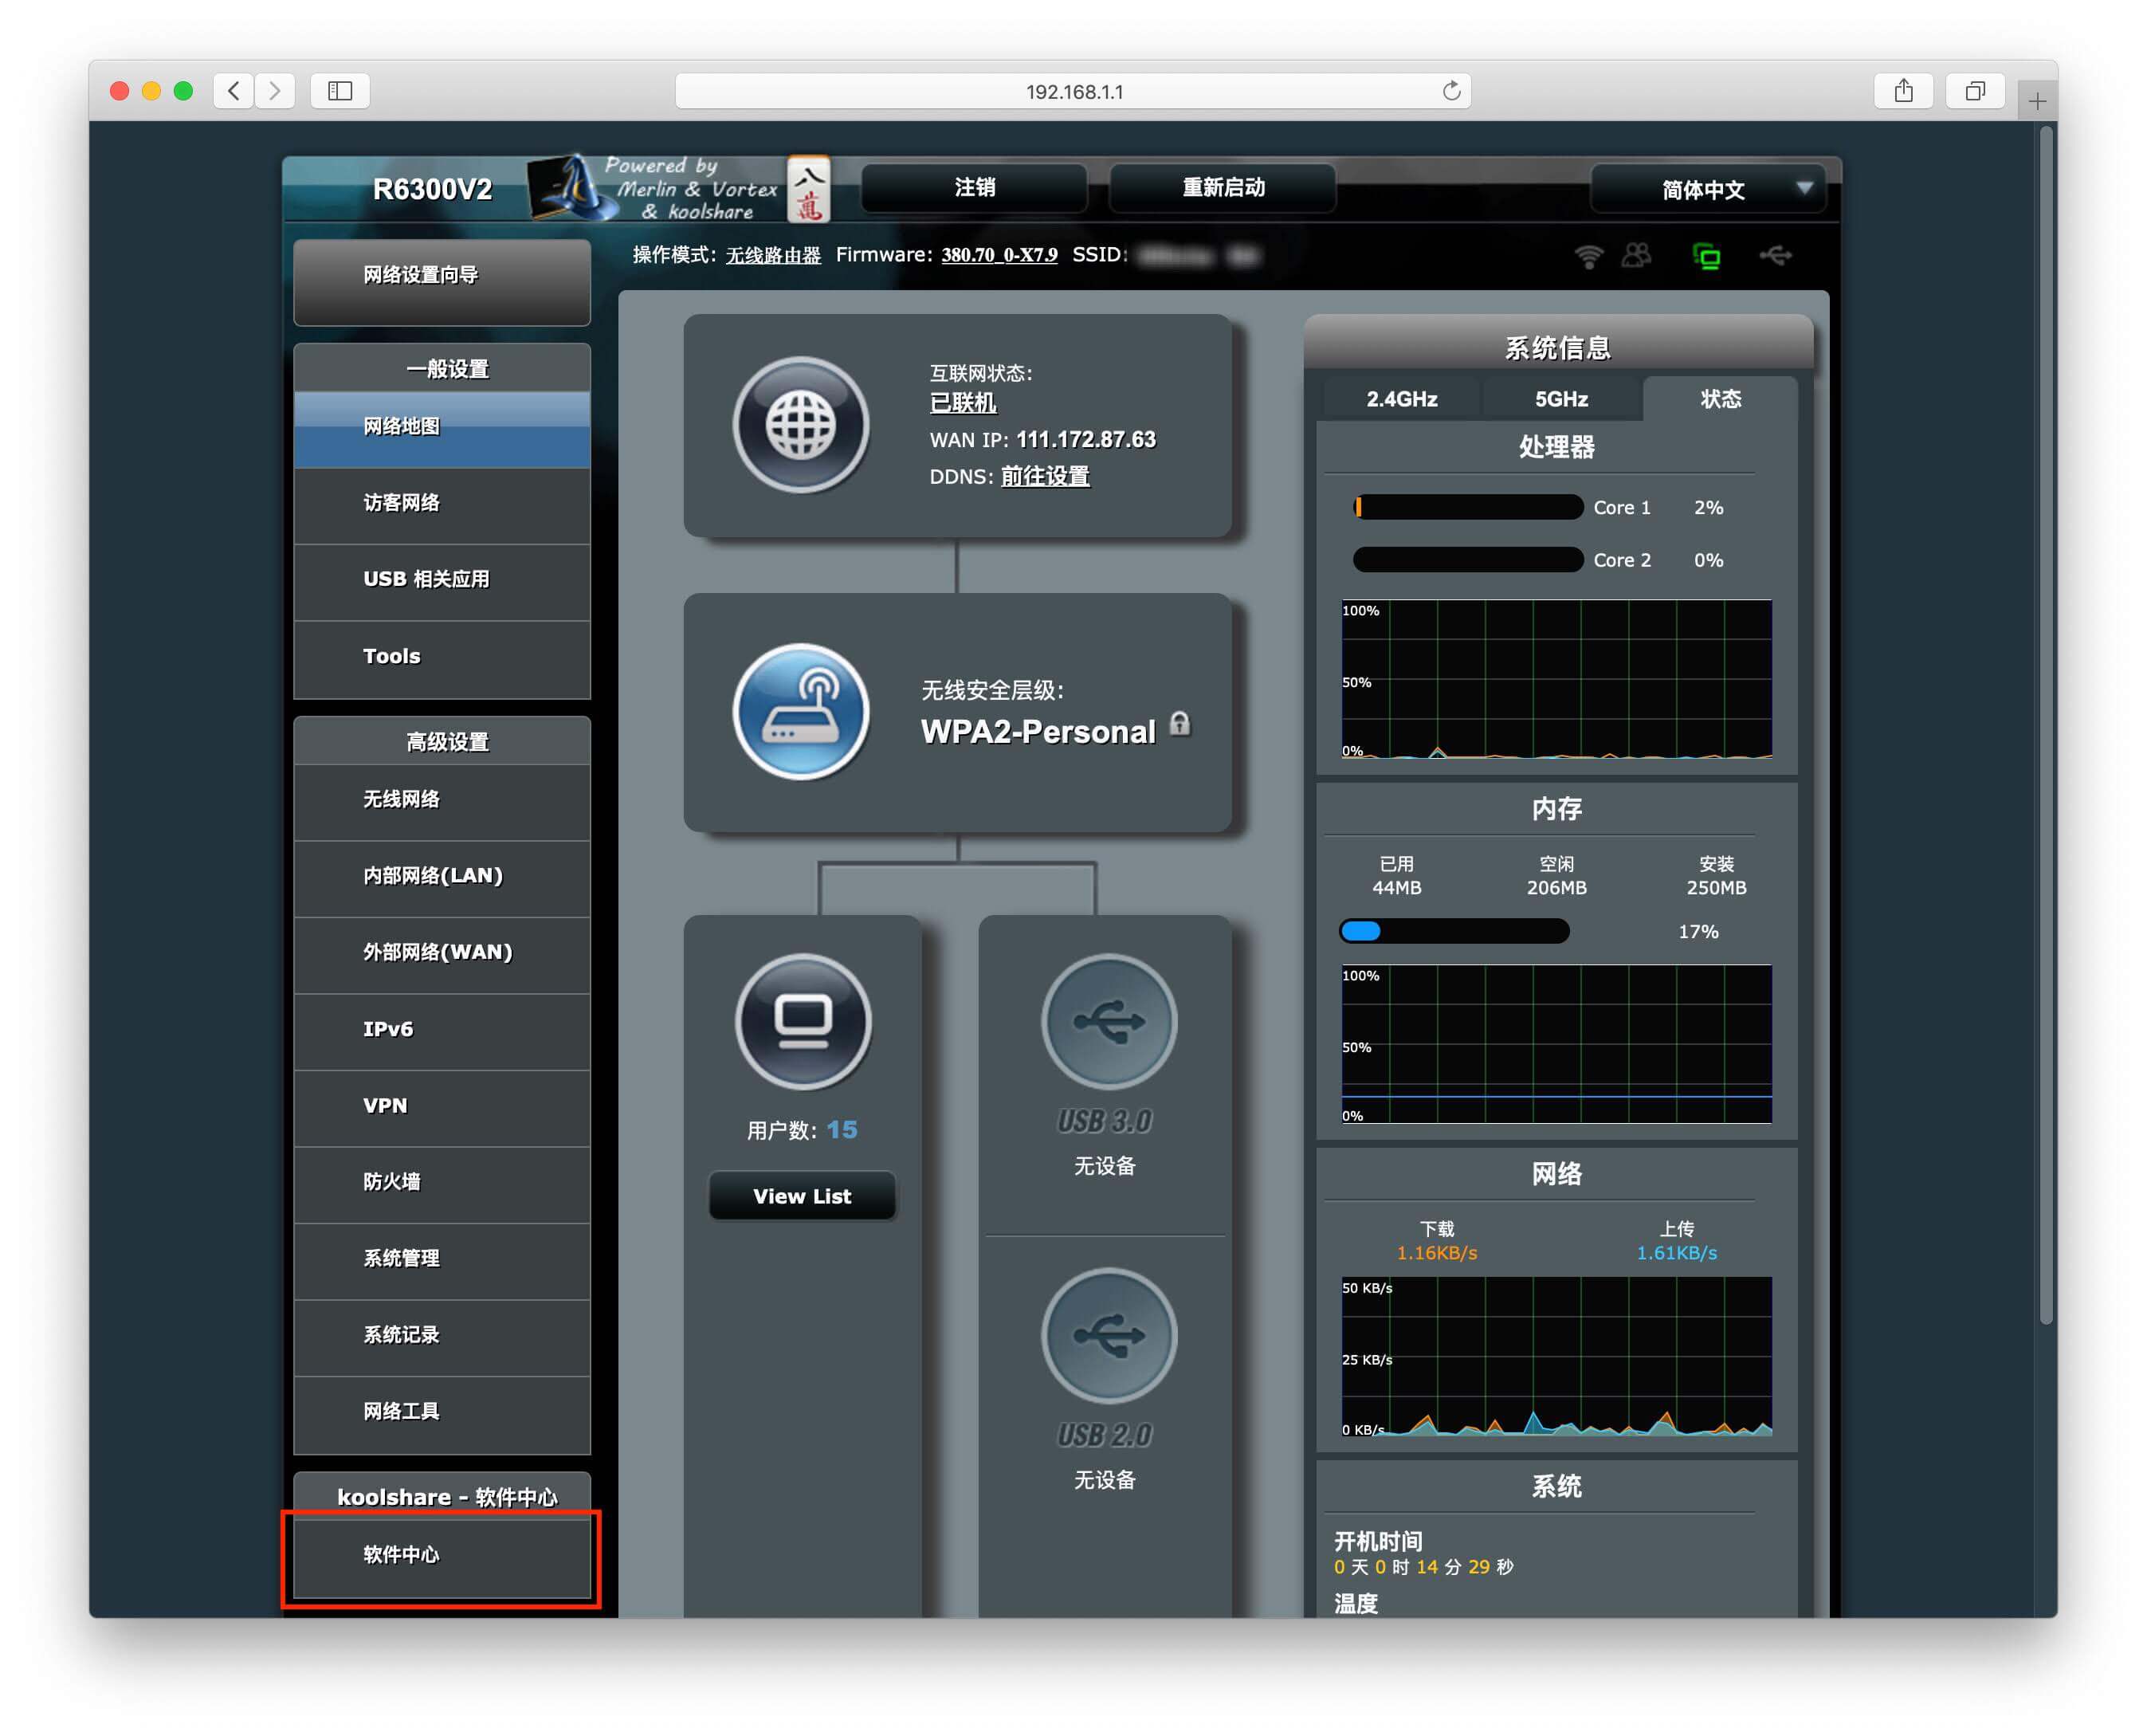 192.168.1.1
R6300V2
Powered by
Merlin & Vortex
& koolshare
八
萬
注销
重新启动
简体中文
操作模式: 无线路由器 Firmware: 380.70_0-X7.9 SSID:
网络设置向导
一般设置
网络地图
访客网络
USB 相关应用
Tools
高级设置
无线网络
内部网络(LAN)
外部网络(WAN)
IPv6
VPN
防火墙
系统管理
系统记录
网络工具
koolshare - 软件中心
软件中心
互联网状态:
已联机
WAN IP: 111.172.87.63
DDNS: 前往设置
无线安全层级:
WPA2-Personal
用户数: 15
View List
USB 3.0
无设备
USB 2.0
无设备
系统信息
2.4GHz 5GHz 状态
处理器
Core 1 2%
Core 2 0%
100%
50%
0%
内存
已用 空闲 安装
44MB 206MB 250MB
17%
100%
50%
0%
网络
下载 上传
1.16KB/s 1.61KB/s
50 KB/s
25 KB/s
0 KB/s
系统
开机时间
0 天 0 时 14 分 29 秒
温度